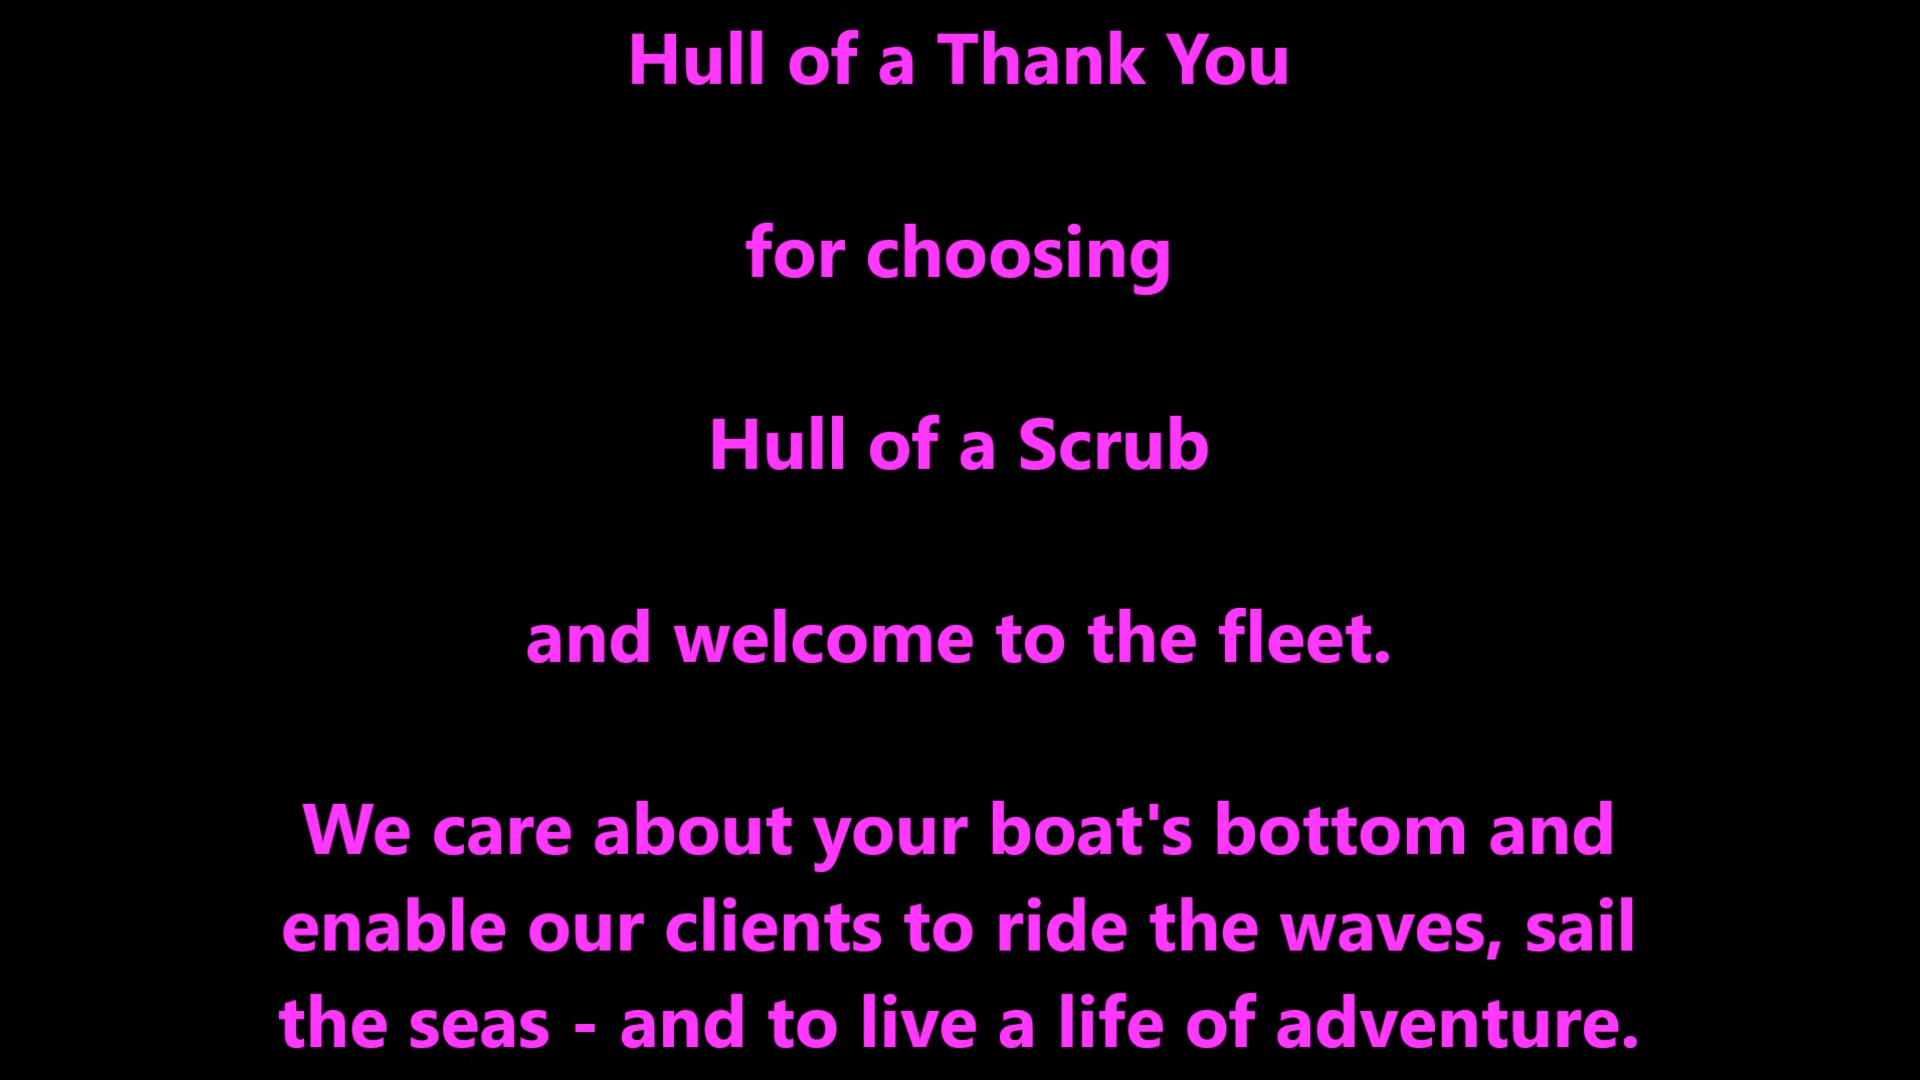 Hull of a Thank You
for choosing
Hull of a Scrub
and welcome to the fleet.
We care about your boat's bottom and
enable our clients to ride the waves, sail
the seas - and to live a life of adventure.